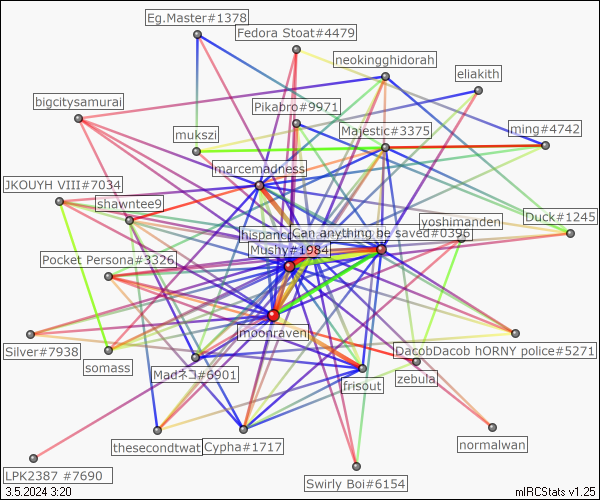 Eg.Master#1378
Fedora Stoat#4479
neokingghidorah
eliakith
bigcitysamurai
Pikabro#9971
Majestic#3375
ming#4742
mukszi
marcemadness
JKOUYH VIII#7034
shawntee9
yoshimanden
Duck#1245
hispanc
Can anything be saved#0396
Mushy#1984
Pocket Persona#3326
moonraven
Silver#7938
somass
Madネコ#6901
DacobDacob hORNY police#5271
zebula
frisout
thesecondtwat
Cypha#1717
normalwan
LPK2387 #7690
Swirly Boi#6154
3.5.2024 3:20
mIRCStats v1.25